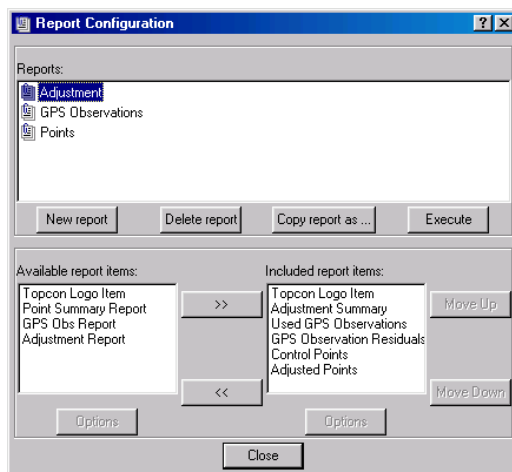 Report Configuration
Reports:
Adjustment
GPS Observations
Points
New report
Delete report
Copy report as ...
Execute
Available report items:
Topcon Logo Item
Point Summary Report
GPS Obs Report
Adjustment Report
>>
<<
Options
Included report items:
Topcon Logo Item
Adjustment Summary
Used GPS Observations
GPS Observation Residuals
Control Points
Adjusted Points
Options
Move Up
Move Down
Close